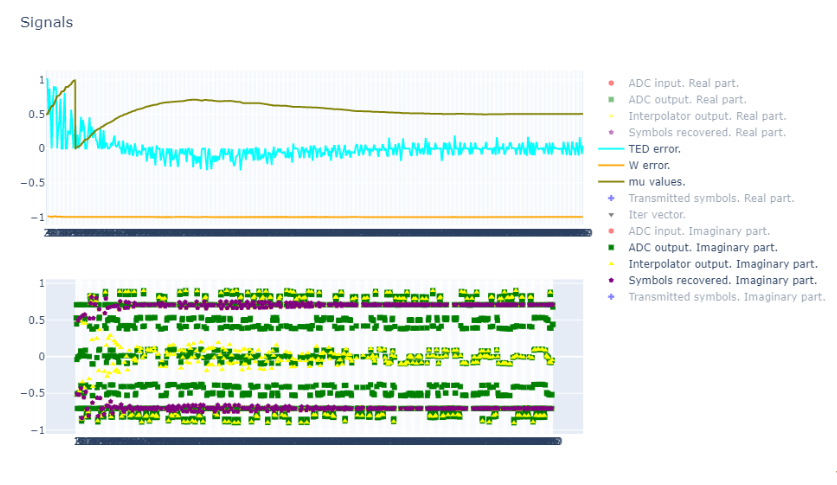 Signals
1
0.5
0
−0.5
−1
ADC input. Real part.
ADC output. Real part.
Interpolator output. Real part.
Symbols recovered. Real part.
TED error.
W error.
mu values.
Transmitted symbols. Real part.
Iter vector.
ADC input. Imaginary part.
ADC output. Imaginary part.
Interpolator output. Imaginary part.
Symbols recovered. Imaginary part.
Transmitted symbols. Imaginary part.
1
0.5
0
−0.5
−1